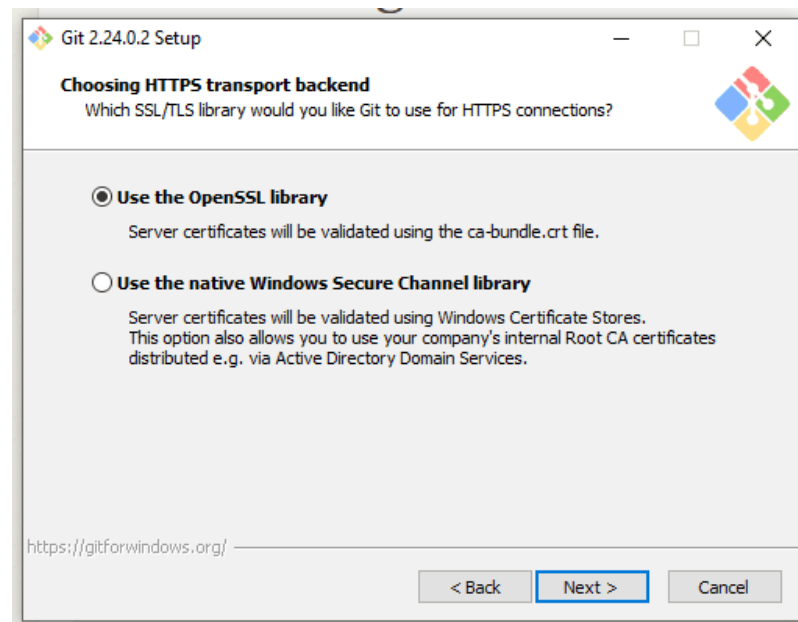 Git 2.24.0.2 Setup
Choosing HTTPS transport backend
Which SSL/TLS library would you like Git to use for HTTPS connections?
Use the OpenSSL library
Server certificates will be validated using the ca-bundle.crt file.
Use the native Windows Secure Channel library
Server certificates will be validated using Windows Certificate Stores.
This option also allows you to use your company's internal Root CA certificates
distributed e.g. via Active Directory Domain Services.
https://gitforwindows.org/
< Back Next > Cancel